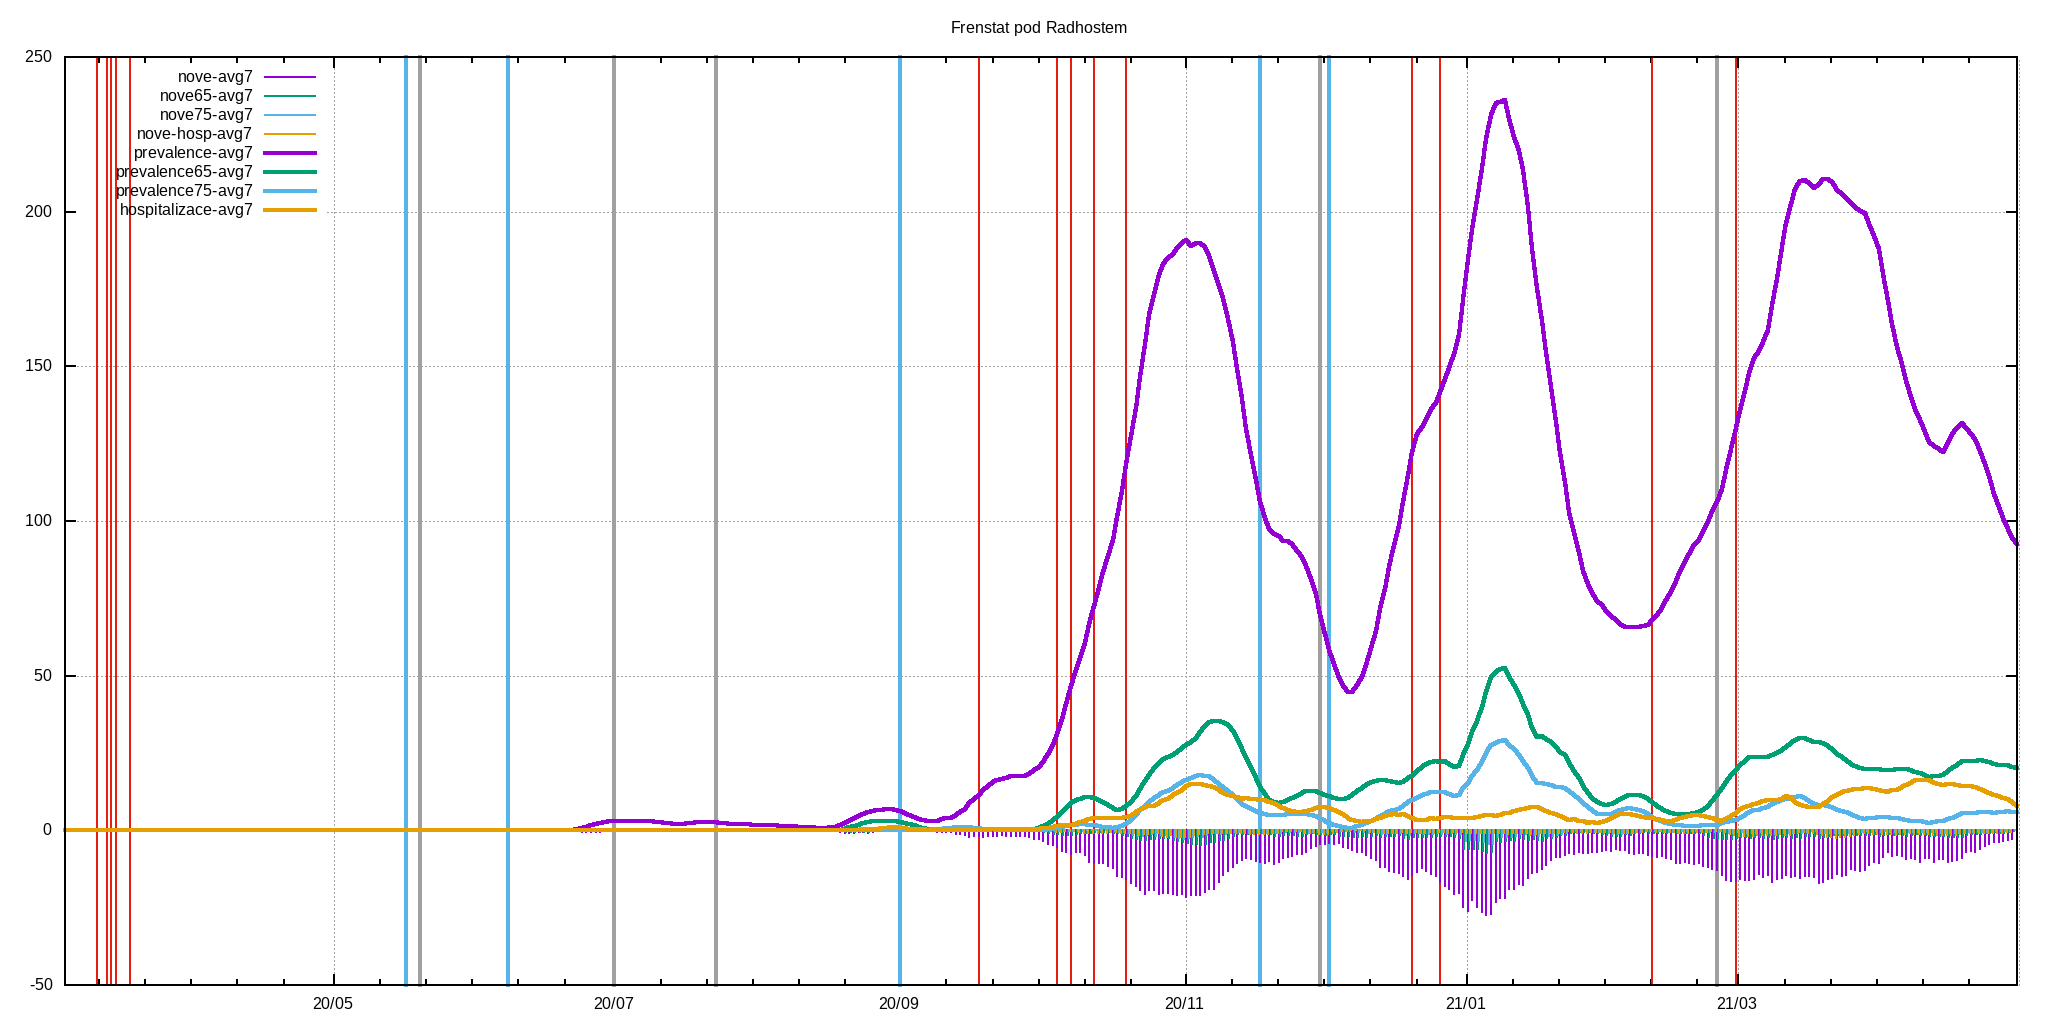 Frenstat pod Radhostem
250
200
150
100
50
0
-50
nove-avg7
nove65-avg7
nove75-avg7
nove-hosp-avg7
prevalence-avg7
prevalence65-avg7
prevalence75-avg7
hospitalizace-avg7
20/05
20/07
20/09
20/11
21/01
21/03